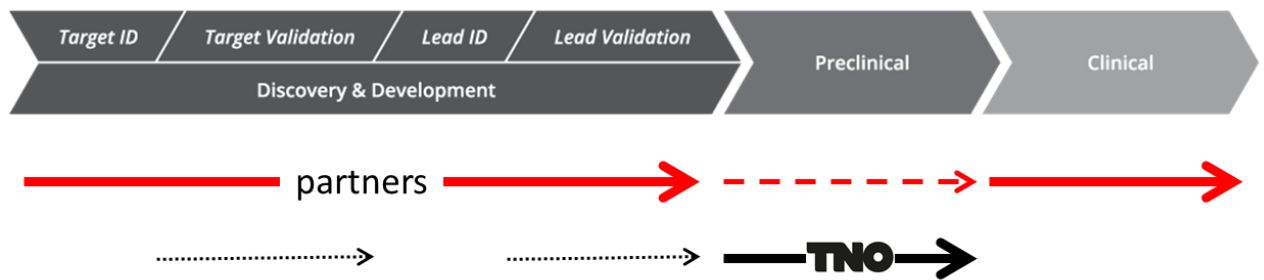 Target ID Target Validation Lead ID Lead Validation
Discovery & Development
Preclinical
Clinical
partners
TNO